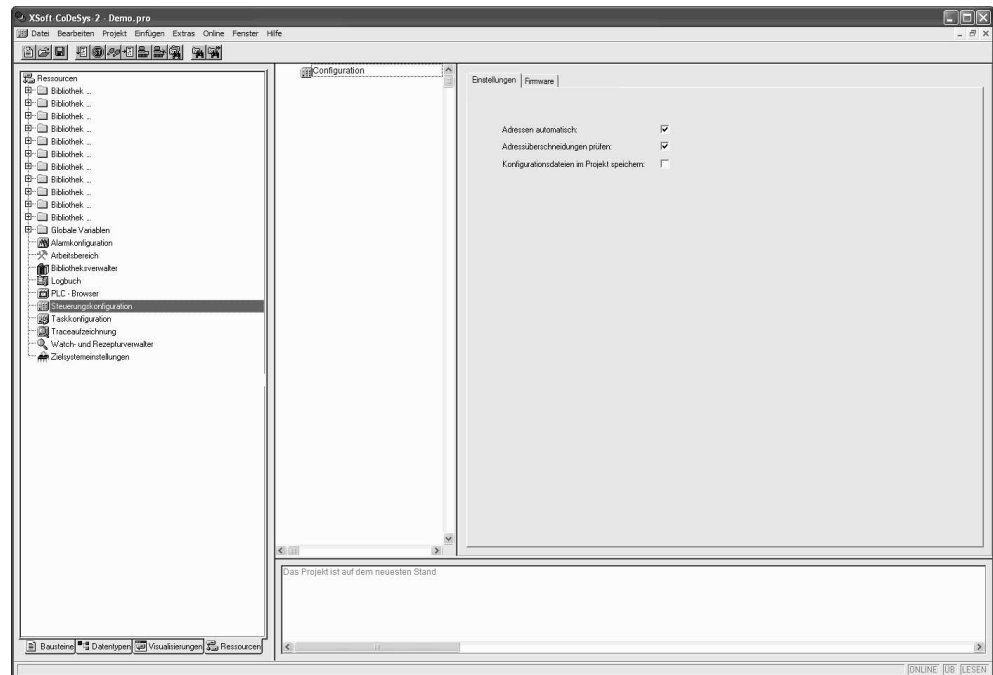 XSoft-CoDeSys-2 - Demo.pro
Datei Bearbeiten Projekt Einfügen Extras Online Fenster Hilfe
Ressourcen
Bibliothek ...
Bibliothek ...
Bibliothek ...
Bibliothek ...
Bibliothek ...
Bibliothek ...
Bibliothek ...
Bibliothek ...
Bibliothek ...
Bibliothek ...
Bibliothek ...
Globale Variablen
Alarmkonfiguration
Arbeitsbereich
Bibliotheksverwalter
Logbuch
PLC - Browser
Steuerungskonfiguration
Taskkonfiguration
Traceaufzeichnung
Watch- und Rezepturverwalter
Zielsystemeinstellungen
Bausteine Datentypen Visualisierungen Ressourcen
Configuration
Einstellungen Firmware
Adressen automatisch:
Adressüberschneidungen prüfen:
Konfigurationsdateien im Projekt speichern:
Das Projekt ist auf dem neuesten Stand
ONLINE ÜB LESEN